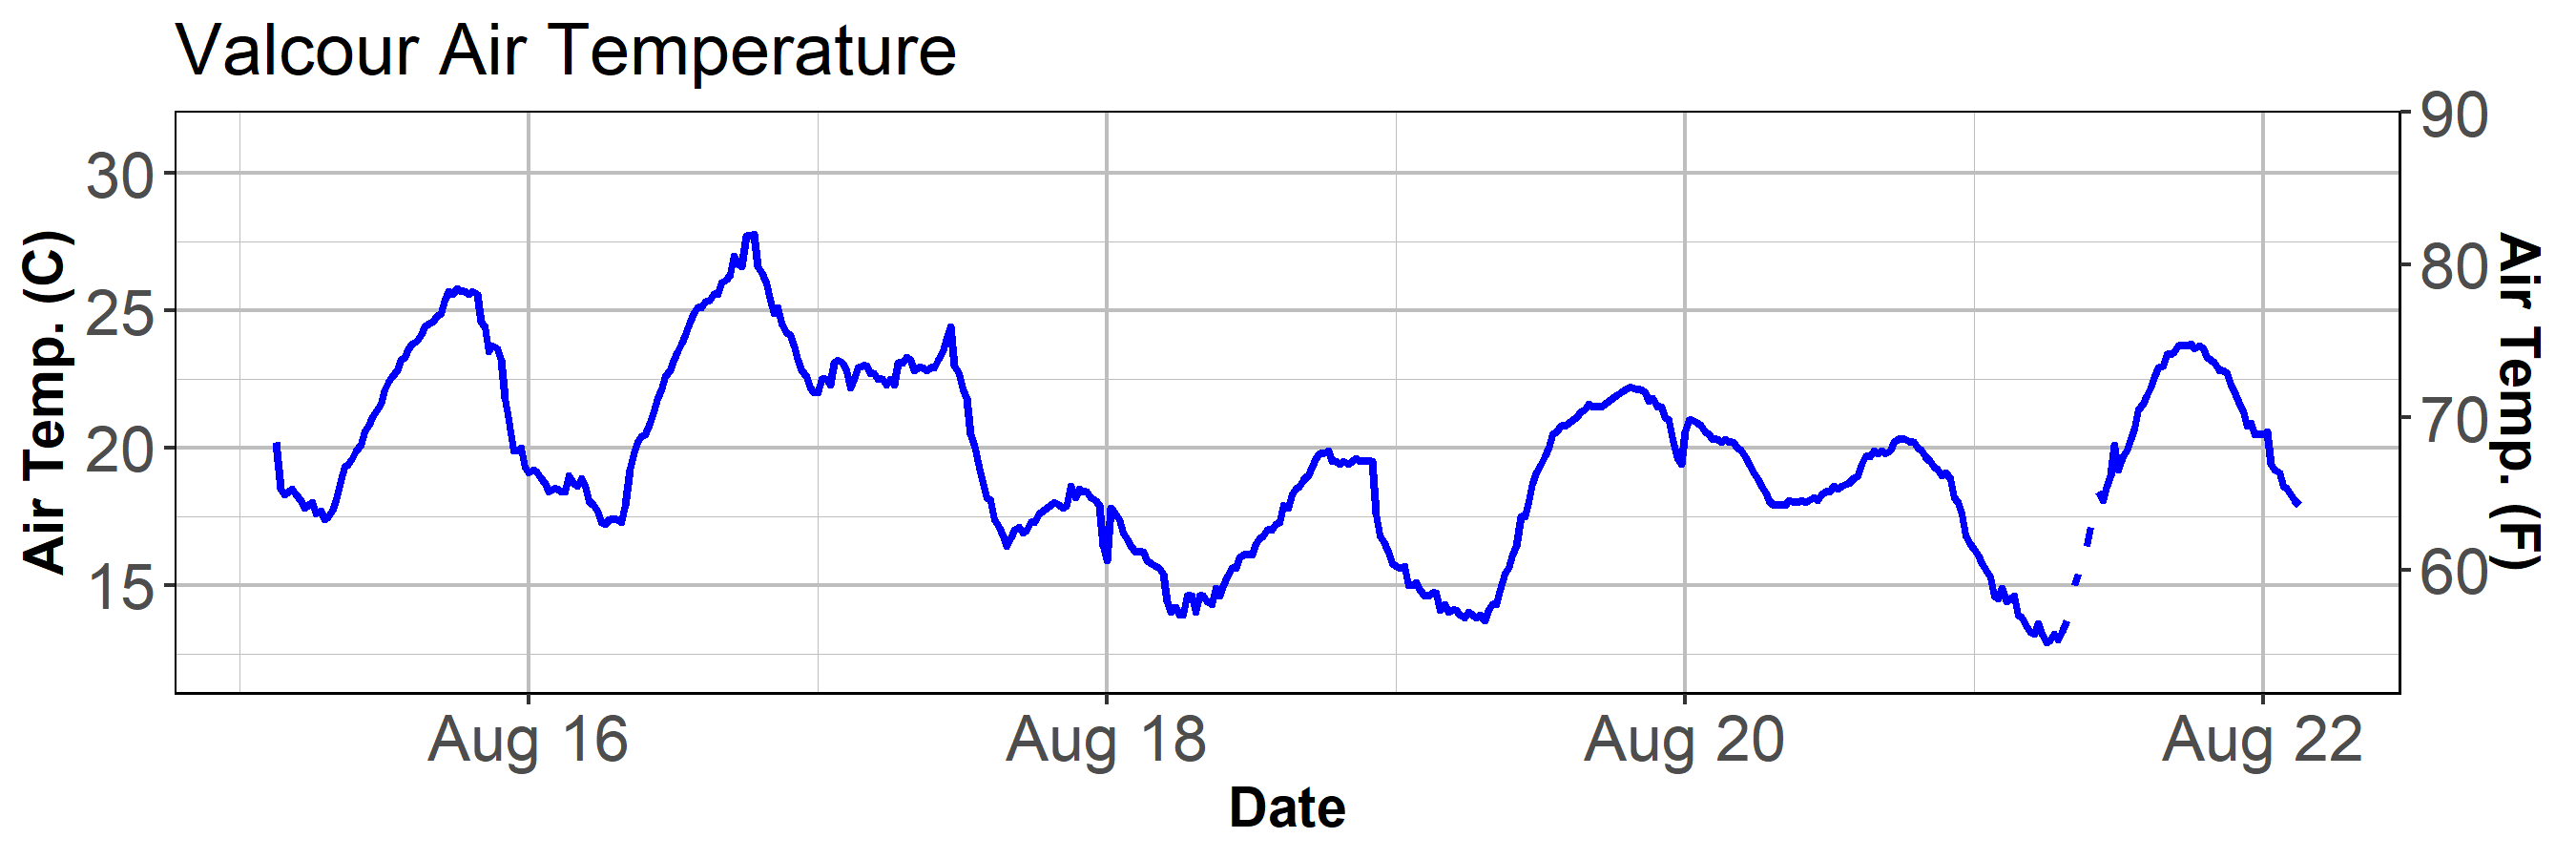 Valcour Air Temperature
Air Temp. (C)
30
25
20
15
90
80
70
60
Air Temp. (F)
Aug 16 Aug 18 Aug 20 Aug 22
Date